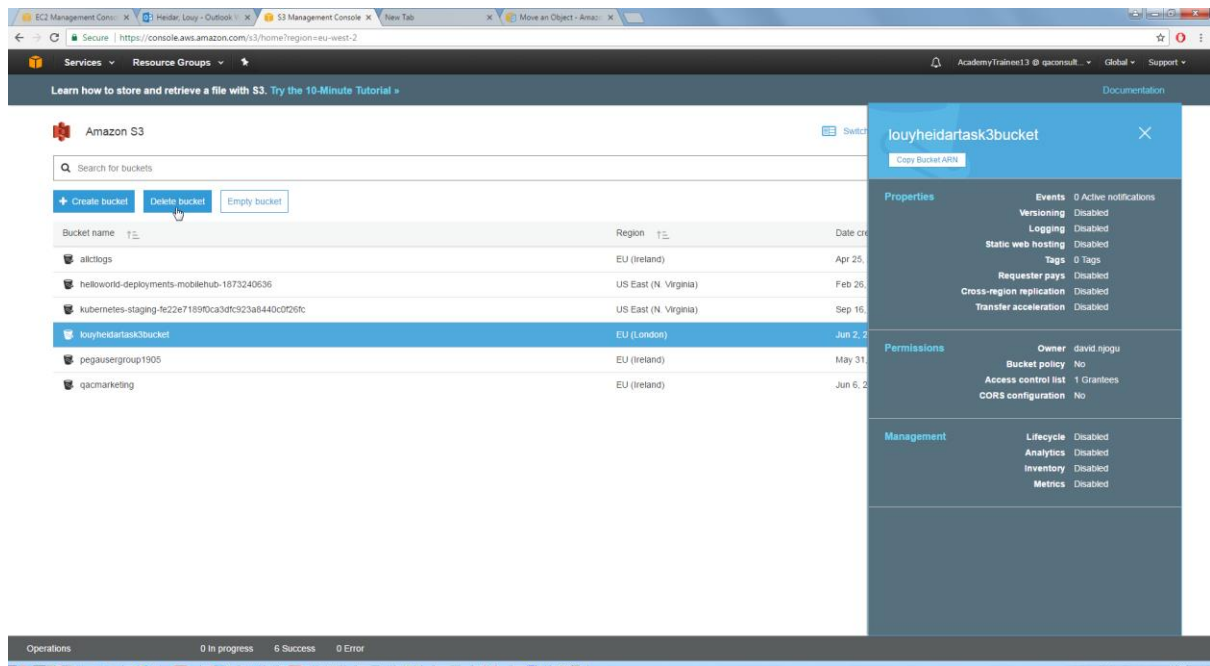 EC2 Management Consol
Heidar, Louy - Outlook
S3 Management Console
New Tab
Move an Object - Amazo
Secure | https://console.aws.amazon.com/s3/home?region=eu-west-2
Services
Resource Groups
AcademyTrainee13 @ qaconsult...
Global
Support
Learn how to store and retrieve a file with S3. Try the 10-Minute Tutorial »
Documentation
Amazon S3
Switch
Search for buckets
+ Create bucket
Delete bucket
Empty bucket
Bucket name
Region
Date cre
allctlogs EU (Ireland) Apr 25,
helloworld-deployments-mobilehub-1873240636 US East (N. Virginia) Feb 26,
kubernetes-staging-fe22e7189f0ca3dfc923a8440c0f26fc US East (N. Virginia) Sep 16,
louyheidartask3bucket EU (London) Jun 2, 2
pegausergroup1905 EU (Ireland) May 31,
qacmarketing EU (Ireland) Jun 6, 2
louyheidartask3bucket
Copy Bucket ARN
Properties
Events 0 Active notifications
Versioning Disabled
Logging Disabled
Static web hosting Disabled
Tags 0 Tags
Requester pays Disabled
Cross-region replication Disabled
Transfer acceleration Disabled
Permissions
Owner david.njogu
Bucket policy No
Access control list 1 Grantees
CORS configuration No
Management
Lifecycle Disabled
Analytics Disabled
Inventory Disabled
Metrics Disabled
Operations 0 In progress 6 Success 0 Error